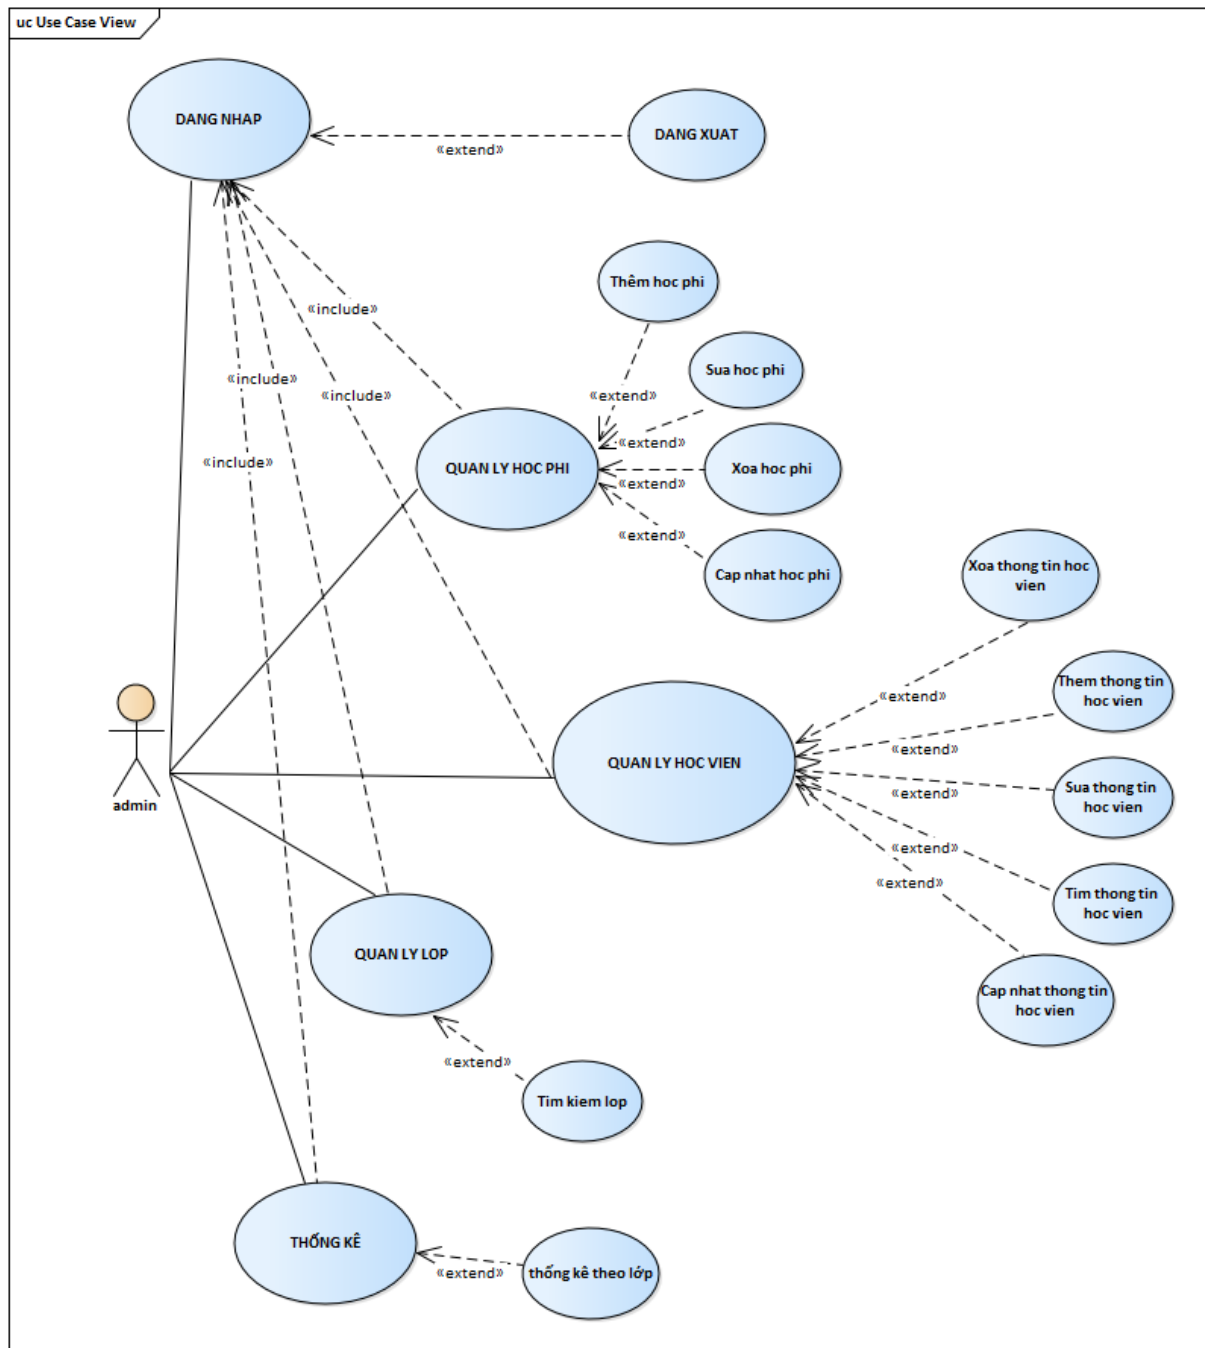 uc Use Case View
DANG NHAP
DANG XUAT
«extend»
Thêm hoc phi
«include»
Sua hoc phi
«include»
«include»
«extend»
«extend»
«include»
QUAN LY HOC PHI
Xoa hoc phi
«extend»
«extend»
Cap nhat hoc phi
Xoa thong tin hoc
vien
Them thong tin
hoc vien
«extend»
«extend»
QUAN LY HOC VIEN
Sua thong tin
hoc vien
«extend»
admin
«extend»
«extend»
Tim thong tin
hoc vien
QUAN LY LOP
Cap nhat thong tin
hoc vien
«extend»
Tim kiem lop
THỐNG KÊ
«extend»
thống kê theo lớp